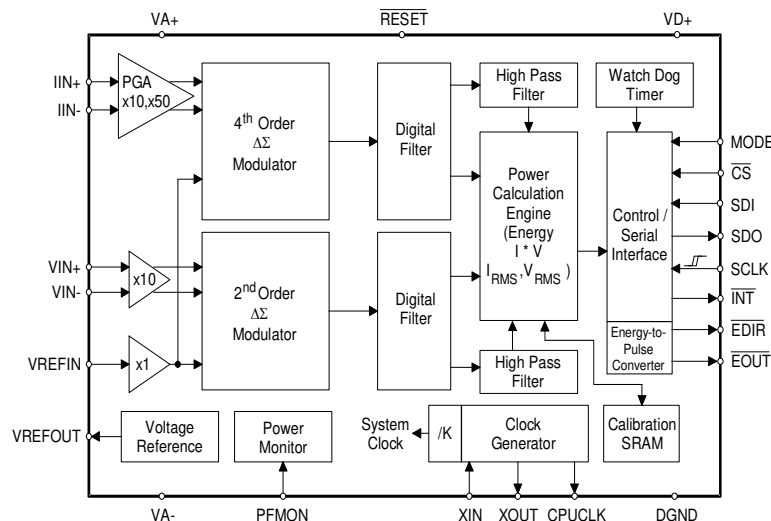 VA+
RESET
VD+
IIN+
IIN-
PGA
x10,x50
4th Order
ΔΣ
Modulator
Digital
Filter
High Pass
Filter
Watch Dog
Timer
Power
Calculation
Engine
(Energy
I * V
IRMS,VRMS )
Control /
Serial
Interface
MODE
CS
SDI
SDO
SCLK
INT
EDIR
EOUT
VIN+
VIN-
x10
2nd Order
ΔΣ
Modulator
Digital
Filter
VREFIN
x1
High Pass
Filter
Energy-to-
Pulse
Converter
VREFOUT
Voltage
Reference
Power
Monitor
System
Clock
/K
Clock
Generator
Calibration
SRAM
VA-
PFMON
XIN
XOUT
CPUCLK
DGND